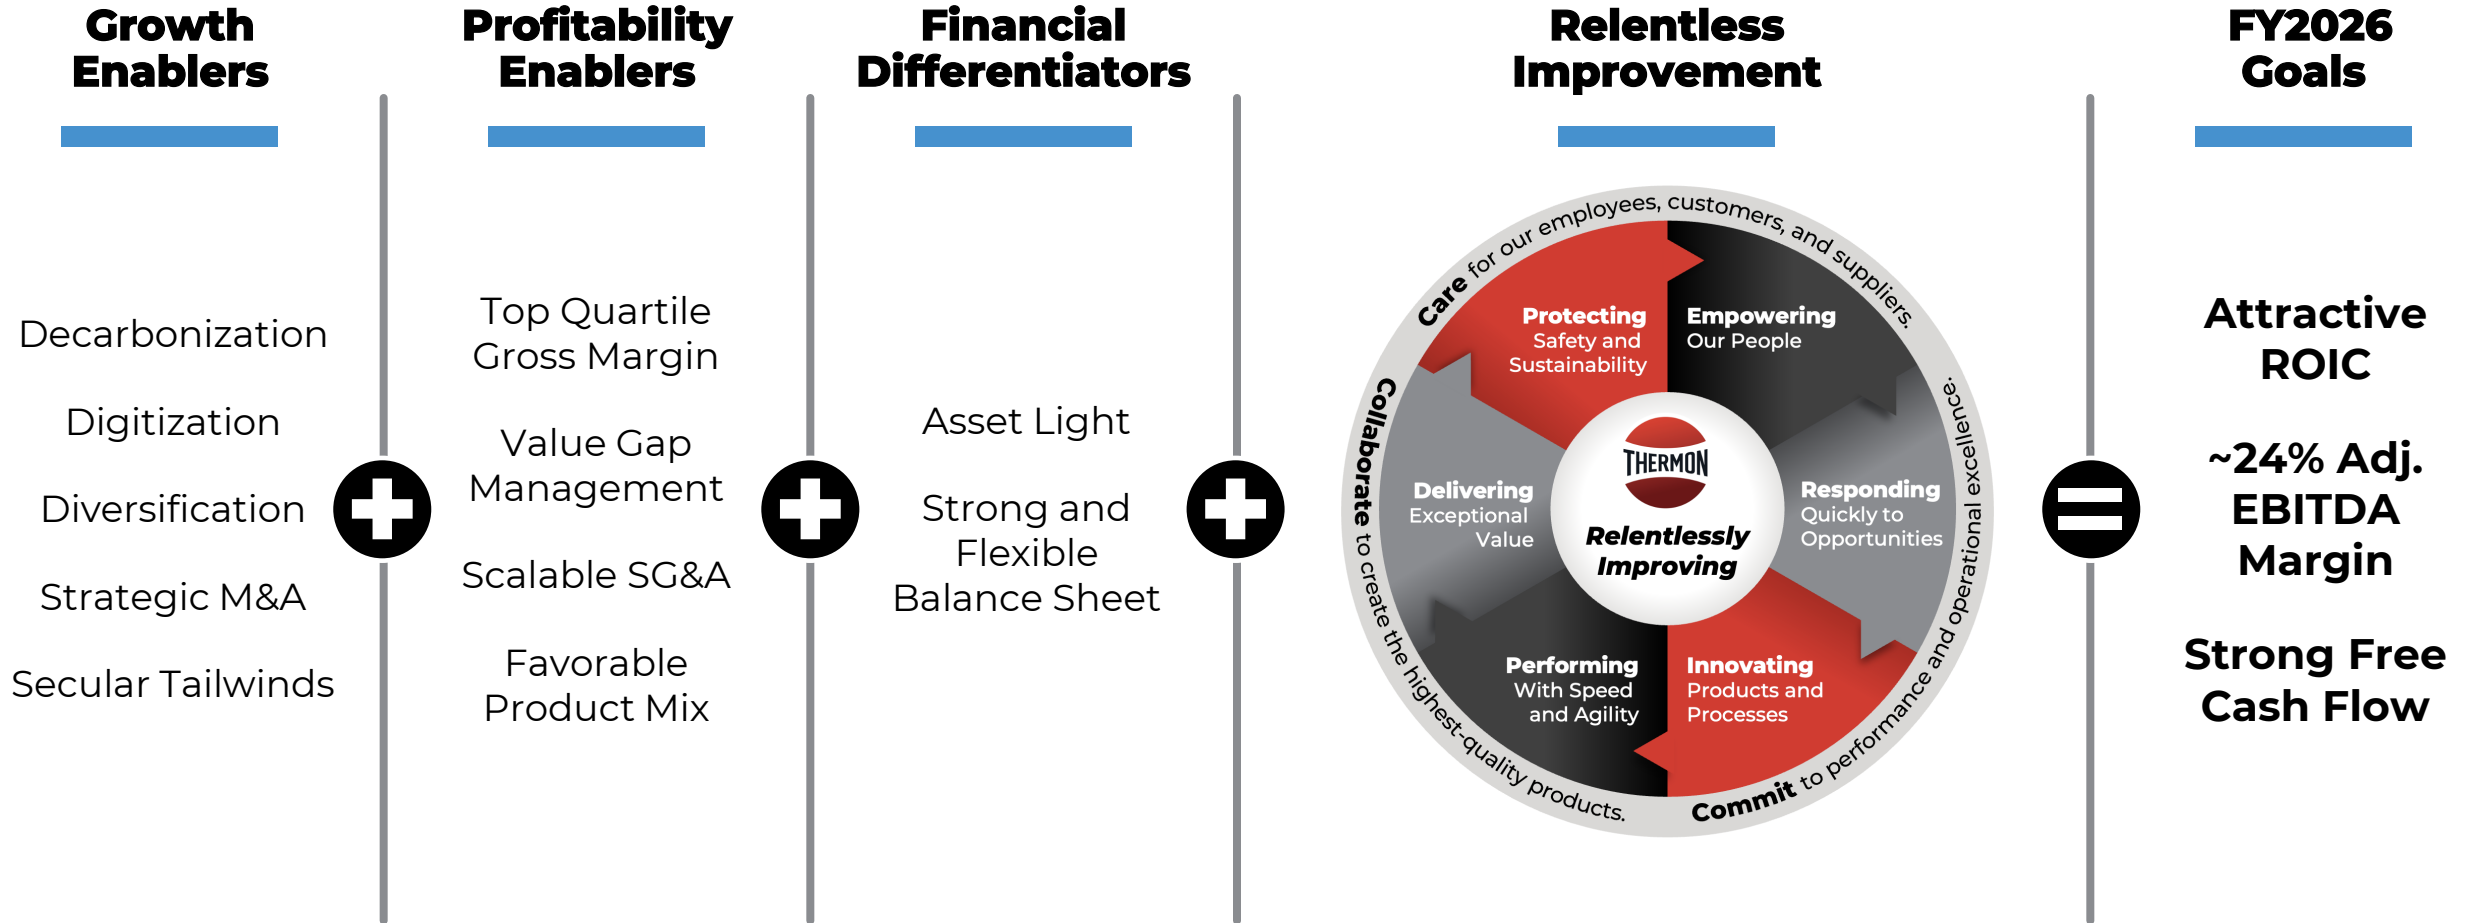 Growth
Enablers
Decarbonization
Digitization
Diversification
Strategic M&A
Secular Tailwinds
Profitability
Enablers
Top Quartile
Gross Margin
Value Gap
Management
Scalable SG&A
Favorable
Product Mix
Financial
Differentiators
Asset Light
Strong and
Flexible
Balance Sheet
Relentless
Improvement
Care for our employees, customers, and suppliers.
Collaborate to create the highest-quality products.
Commit to performance and operational excellence.
Protecting
Safety and
Sustainability
Empowering
Our People
Responding
Quickly to
Opportunities
Innovating
Products and
Processes
Performing
With Speed
and Agility
Delivering
Exceptional
Value
THERMON
Relentlessly
Improving
FY2026
Goals
Attractive
ROIC
~24% Adj.
EBITDA
Margin
Strong Free
Cash Flow